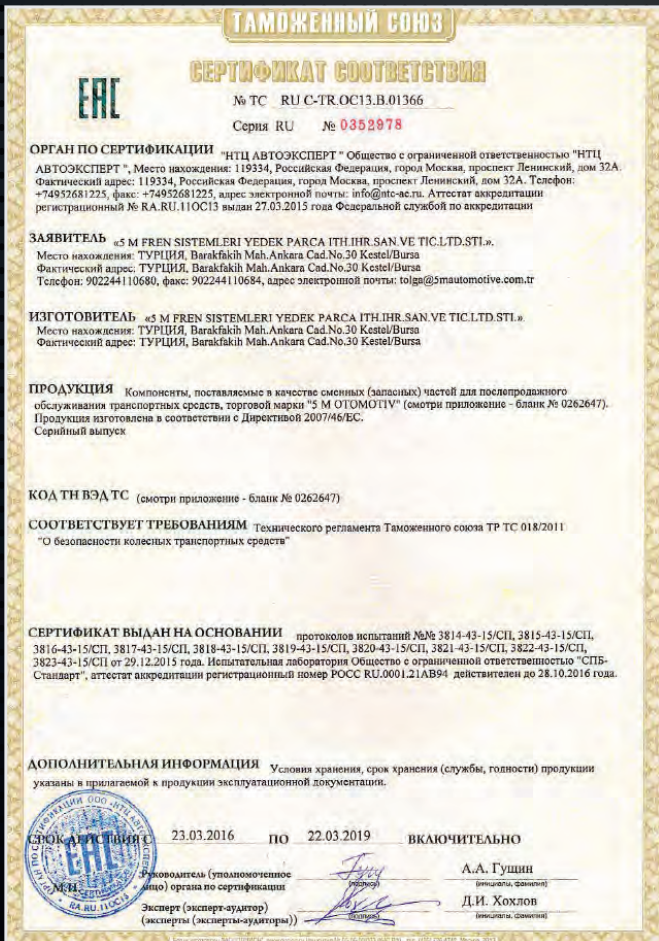 ТАМОЖЕННЫЙ СОЮЗ
СЕРТИФИКАТ СООТВЕТСТВИЯ
EAC
№ ТС RU C-TR.OC13.B.01366
Серия RU № 0352978
ОРГАН ПО СЕРТИФИКАЦИИ "НТЦ АВТОЭКСПЕРТ " Общество с ограниченной ответственностью "НТЦ
АВТОЭКСПЕРТ ", Место нахождения: 119334, Российская Федерация, город Москва, проспект Ленинский, дом 32А.
Фактический адрес: 119334, Российская Федерация, город Москва, проспект Ленинский, дом 32А. Телефон:
+74952681225, факс: +74952681225, адрес электронной почты: info@ntc-ae.ru. Аттестат аккредитации
регистрационный № RA.RU.11ОС13 выдан 27.03.2015 года Федеральной службой по аккредитации
ЗАЯВИТЕЛЬ «5 M FREN SISTEMLERI YEDEK PARCA ITH.IHR.SAN.VE TIC.LTD.STI.».
Место нахождения: ТУРЦИЯ, Barakfakih Mah.Ankara Cad.No.30 Kestel/Bursa
Фактический адрес: ТУРЦИЯ, Barakfakih Mah.Ankara Cad.No.30 Kestel/Bursa
Телефон: 902244110680, факс: 902244110684, адрес электронной почты: tolga@5mautomotive.com.tr
ИЗГОТОВИТЕЛЬ «5 M FREN SISTEMLERI YEDEK PARCA ITH.IHR.SAN.VE TIC.LTD.STI.»
Место нахождения: ТУРЦИЯ, Barakfakih Mah.Ankara Cad.No.30 Kestel/Bursa
Фактический адрес: ТУРЦИЯ, Barakfakih Mah.Ankara Cad.No.30 Kestel/Bursa
ПРОДУКЦИЯ Компоненты, поставляемые в качестве сменных (запасных) частей для послепродажного
обслуживания транспортных средств, торговой марки "5 M OTOMOTIV" (смотри приложение - бланк № 0262647).
Продукция изготовлена в соответствии с Директивой 2007/46/EC.
Серийный выпуск
КОД ТН ВЭД ТС (смотри приложение - бланк № 0262647)
СООТВЕТСТВУЕТ ТРЕБОВАНИЯМ Технического регламента Таможенного союза ТР ТС 018/2011
"О безопасности колесных транспортных средств"
СЕРТИФИКАТ ВЫДАН НА ОСНОВАНИИ протоколов испытаний №№ 3814-43-15/СП, 3815-43-15/СП,
3816-43-15/СП, 3817-43-15/СП, 3818-43-15/СП, 3819-43-15/СП, 3820-43-15/СП, 3821-43-15/СП, 3822-43-15/СП,
3823-43-15/СП от 29.12.2015 года. Испытательная лаборатория Общество с ограниченной ответственностью "СПБ-
Стандарт", аттестат аккредитации регистрационный номер РОСС RU.0001.21АВ94 действителен до 28.10.2016 года.
ДОПОЛНИТЕЛЬНАЯ ИНФОРМАЦИЯ Условия хранения, срок хранения (службы, годности) продукции
указаны в прилагаемой к продукции эксплуатационной документации.
СРОК ДЕЙСТВИЯ С 23.03.2016 ПО 22.03.2019 ВКЛЮЧИТЕЛЬНО
М.П.
Руководитель (уполномоченное
лицо) органа по сертификации
(подпись)
А.А. Гущин
(инициалы, фамилия)
Эксперт (эксперт-аудитор)
(эксперты (эксперты-аудиторы))
(подпись)
Д.И. Хохлов
(инициалы, фамилия)
RA.RU.11ОС13